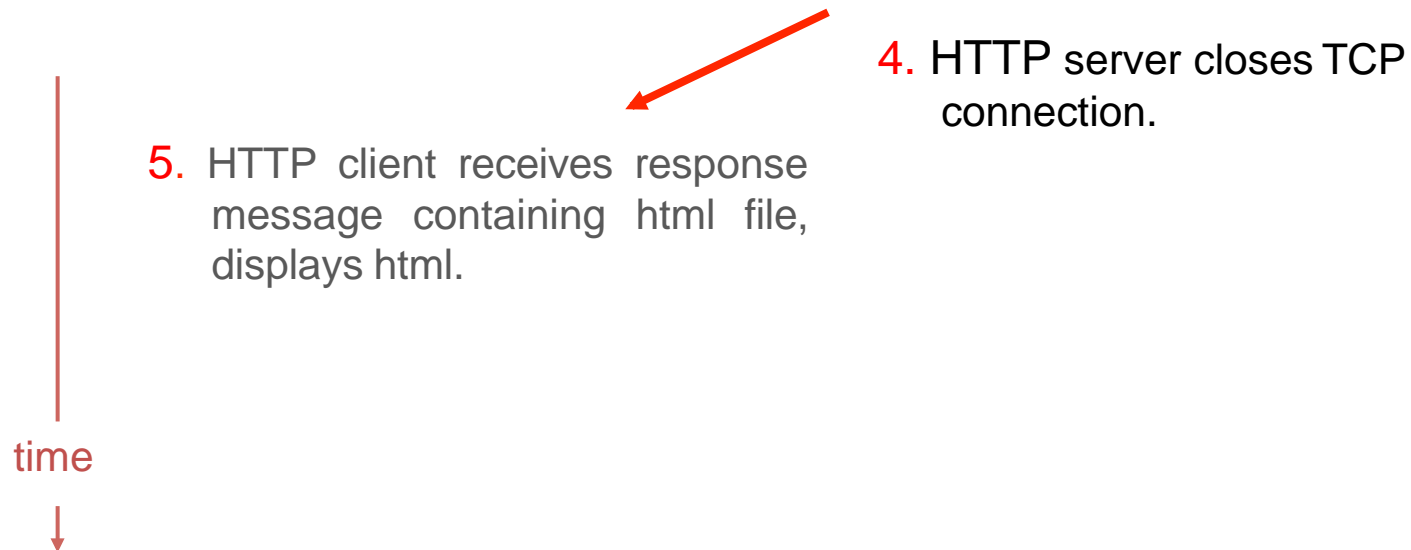 4. HTTP server closes TCP
connection.
5. HTTP client receives response
message containing html file,
displays html.
time